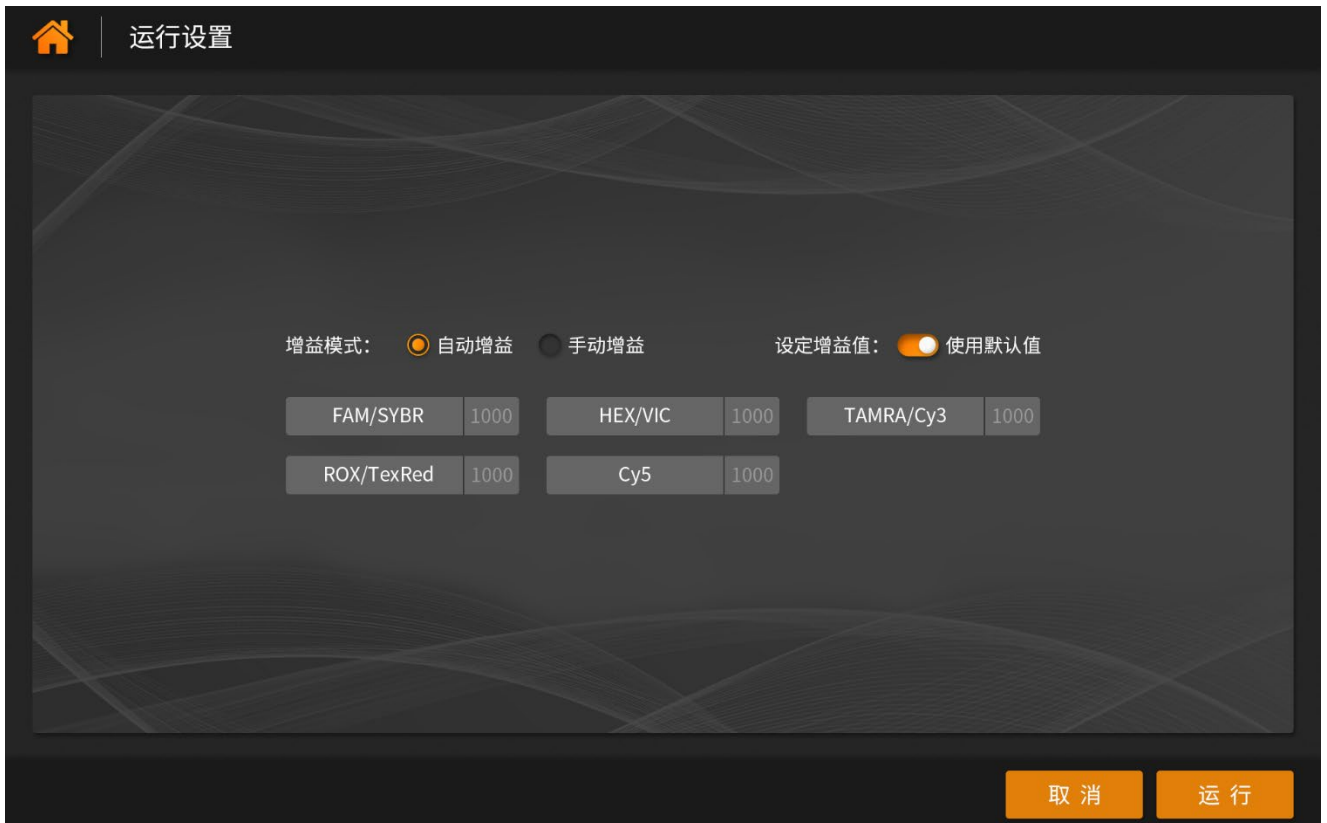 运行设置
增益模式: 自动增益 手动增益 设定增益值: 使用默认值
FAM/SYBR 1000 HEX/VIC 1000 TAMRA/Cy3 1000
ROX/TexRed 1000 Cy5 1000
取消 运行